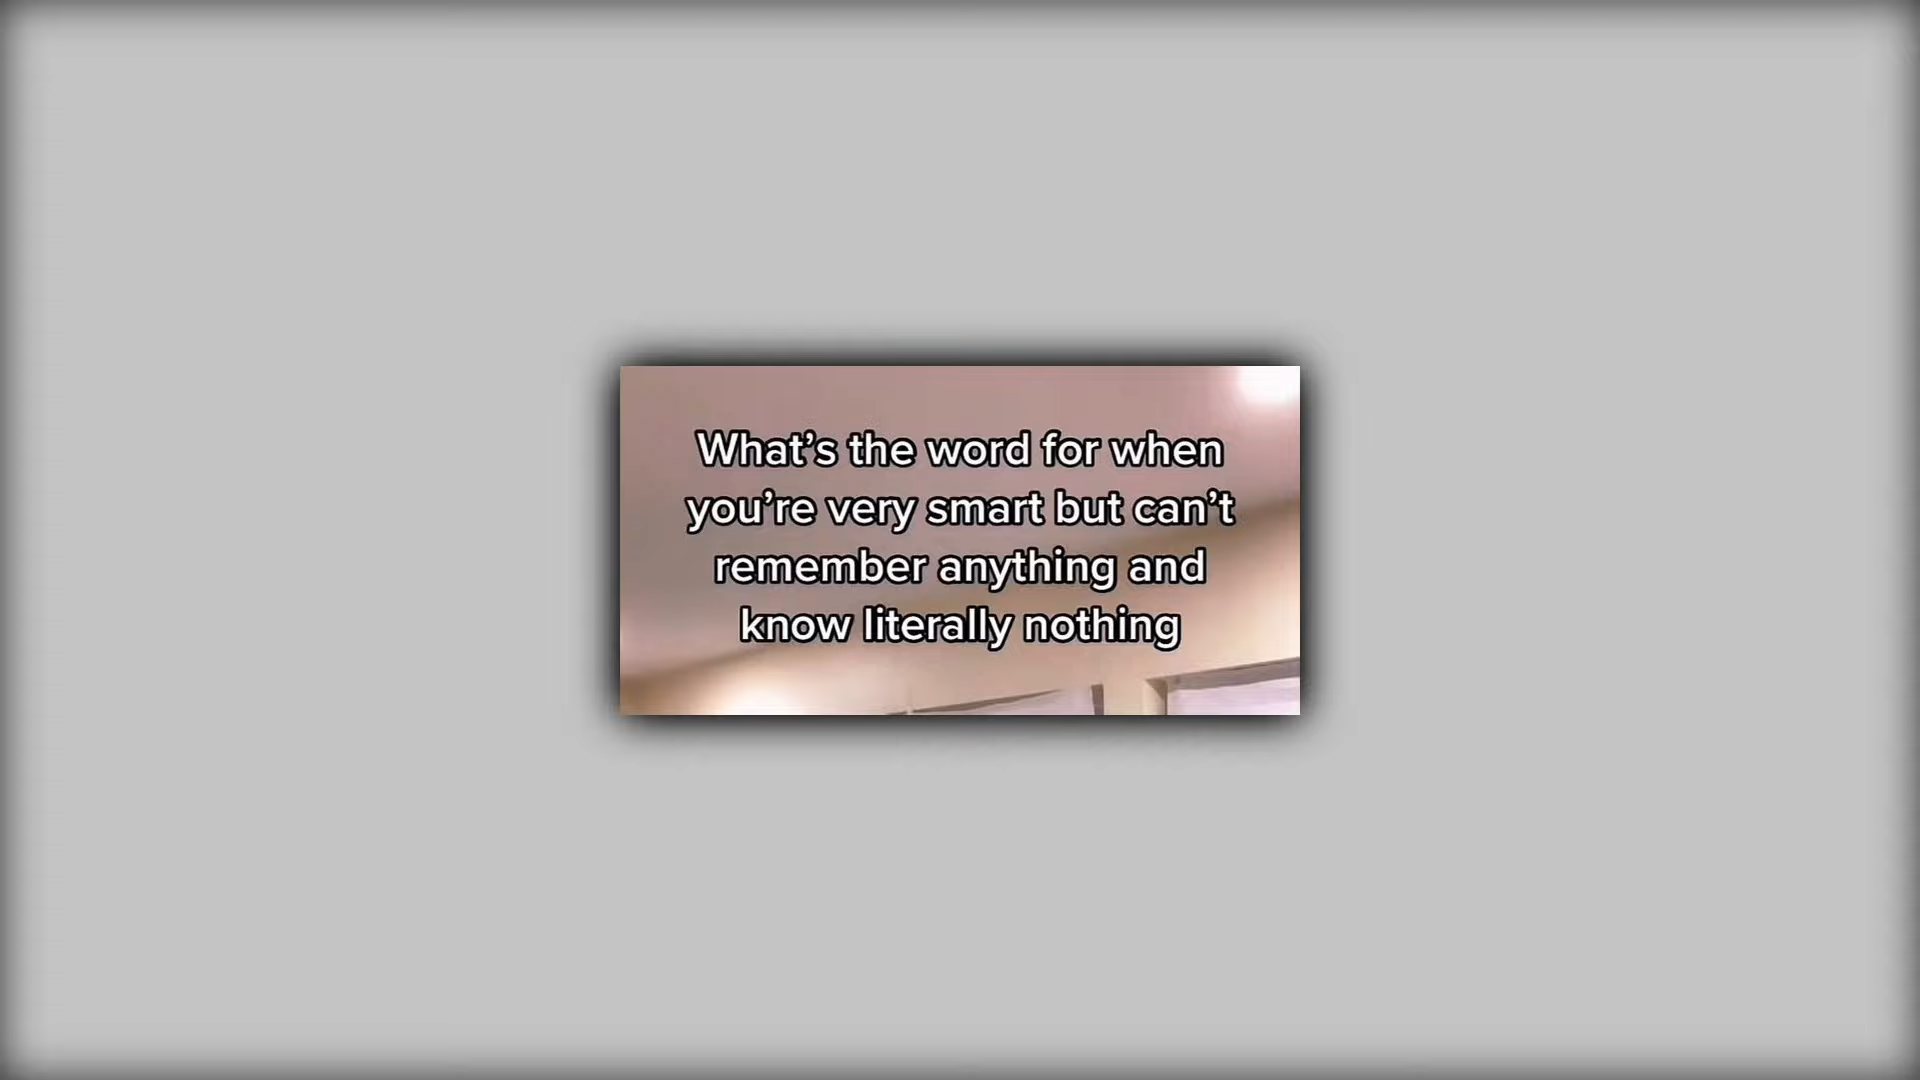 What’s the word for when
you’re very smart but can’t
remember anything and
know literally nothing